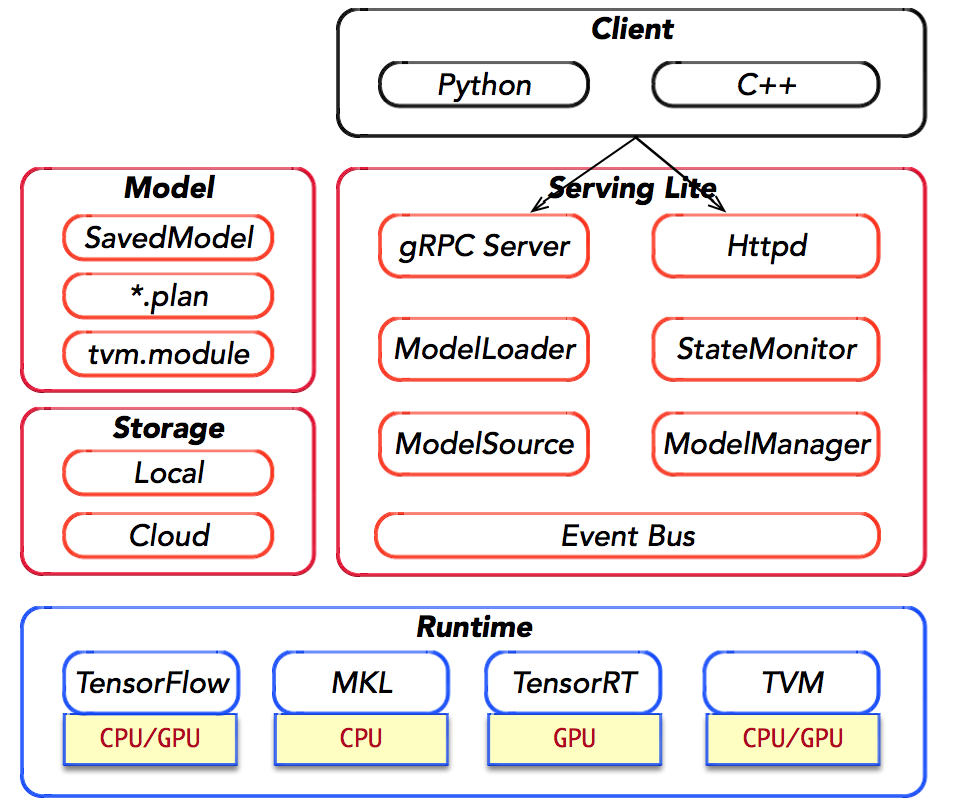 Client
Python
C++
Model
SavedModel
*.plan
tvm.module
Storage
Local
Cloud
Serving Lite
gRPC Server
Httpd
ModelLoader
StateMonitor
ModelSource
ModelManager
Event Bus
Runtime
TensorFlow
MKL
TensorRT
TVM
CPU/GPU
CPU
GPU
CPU/GPU